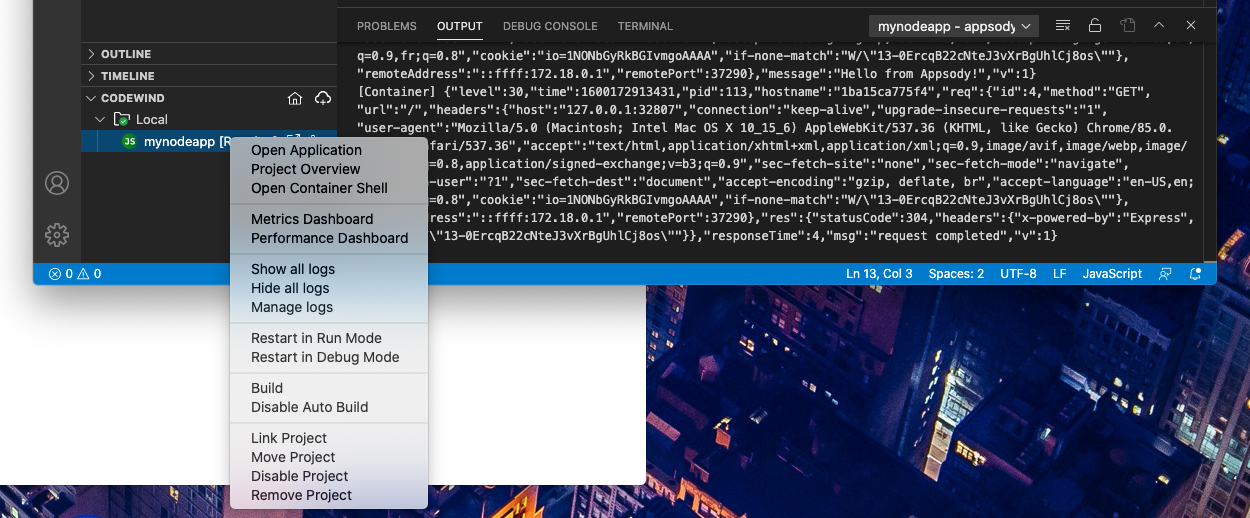 PROBLEMS OUTPUT DEBUG CONSOLE TERMINAL mynodeapp - appsody
OUTLINE
TIMELINE
CODEWIND
Local
JS mynodeapp
q=0.9,fr;q=0.8","cookie":"io=1NONbGyRkBGIvmgoAAAA","if-none-match":"W/\"13-0ErcqB22cNteJ3vXrBgUhlCj8os\""},
"remoteAddress":"::ffff:172.18.0.1","remotePort":37290},"message":"Hello from Appsody!","v":1}
[Container] {"level":30,"time":1600172913431,"pid":113,"hostname":"1ba15ca775f4","req":{"id":4,"method":"GET",
"url":"/","headers":{"host":"127.0.0.1:32807","connection":"keep-alive","upgrade-insecure-requests":"1",
"user-agent":"Mozilla/5.0 (Macintosh; Intel Mac OS X 10_15_6) AppleWebKit/537.36 (KHTML, like Gecko) Chrome/85.0.
fari/537.36","accept":"text/html,application/xhtml+xml,application/xml;q=0.9,image/avif,image/webp,image/
=0.8,application/signed-exchange;v=b3;q=0.9","sec-fetch-site":"none","sec-fetch-mode":"navigate",
-user":"?1","sec-fetch-dest":"document","accept-encoding":"gzip, deflate, br","accept-language":"en-US,en;
=0.8","cookie":"io=1NONbGyRkBGIvmgoAAAA","if-none-match":"W/\"13-0ErcqB22cNteJ3vXrBgUhlCj8os\""},
ress":"::ffff:172.18.0.1","remotePort":37290},"res":{"statusCode":304,"headers":{"x-powered-by":"Express",
\"13-0ErcqB22cNteJ3vXrBgUhlCj8os\""}},"responseTime":4,"msg":"request completed","v":1}
Open Application
Project Overview
Open Container Shell
Metrics Dashboard
Performance Dashboard
Show all logs
Hide all logs
Manage logs
Restart in Run Mode
Restart in Debug Mode
Build
Disable Auto Build
Link Project
Move Project
Disable Project
Remove Project
0 0 Ln 13, Col 3 Spaces: 2 UTF-8 LF JavaScript